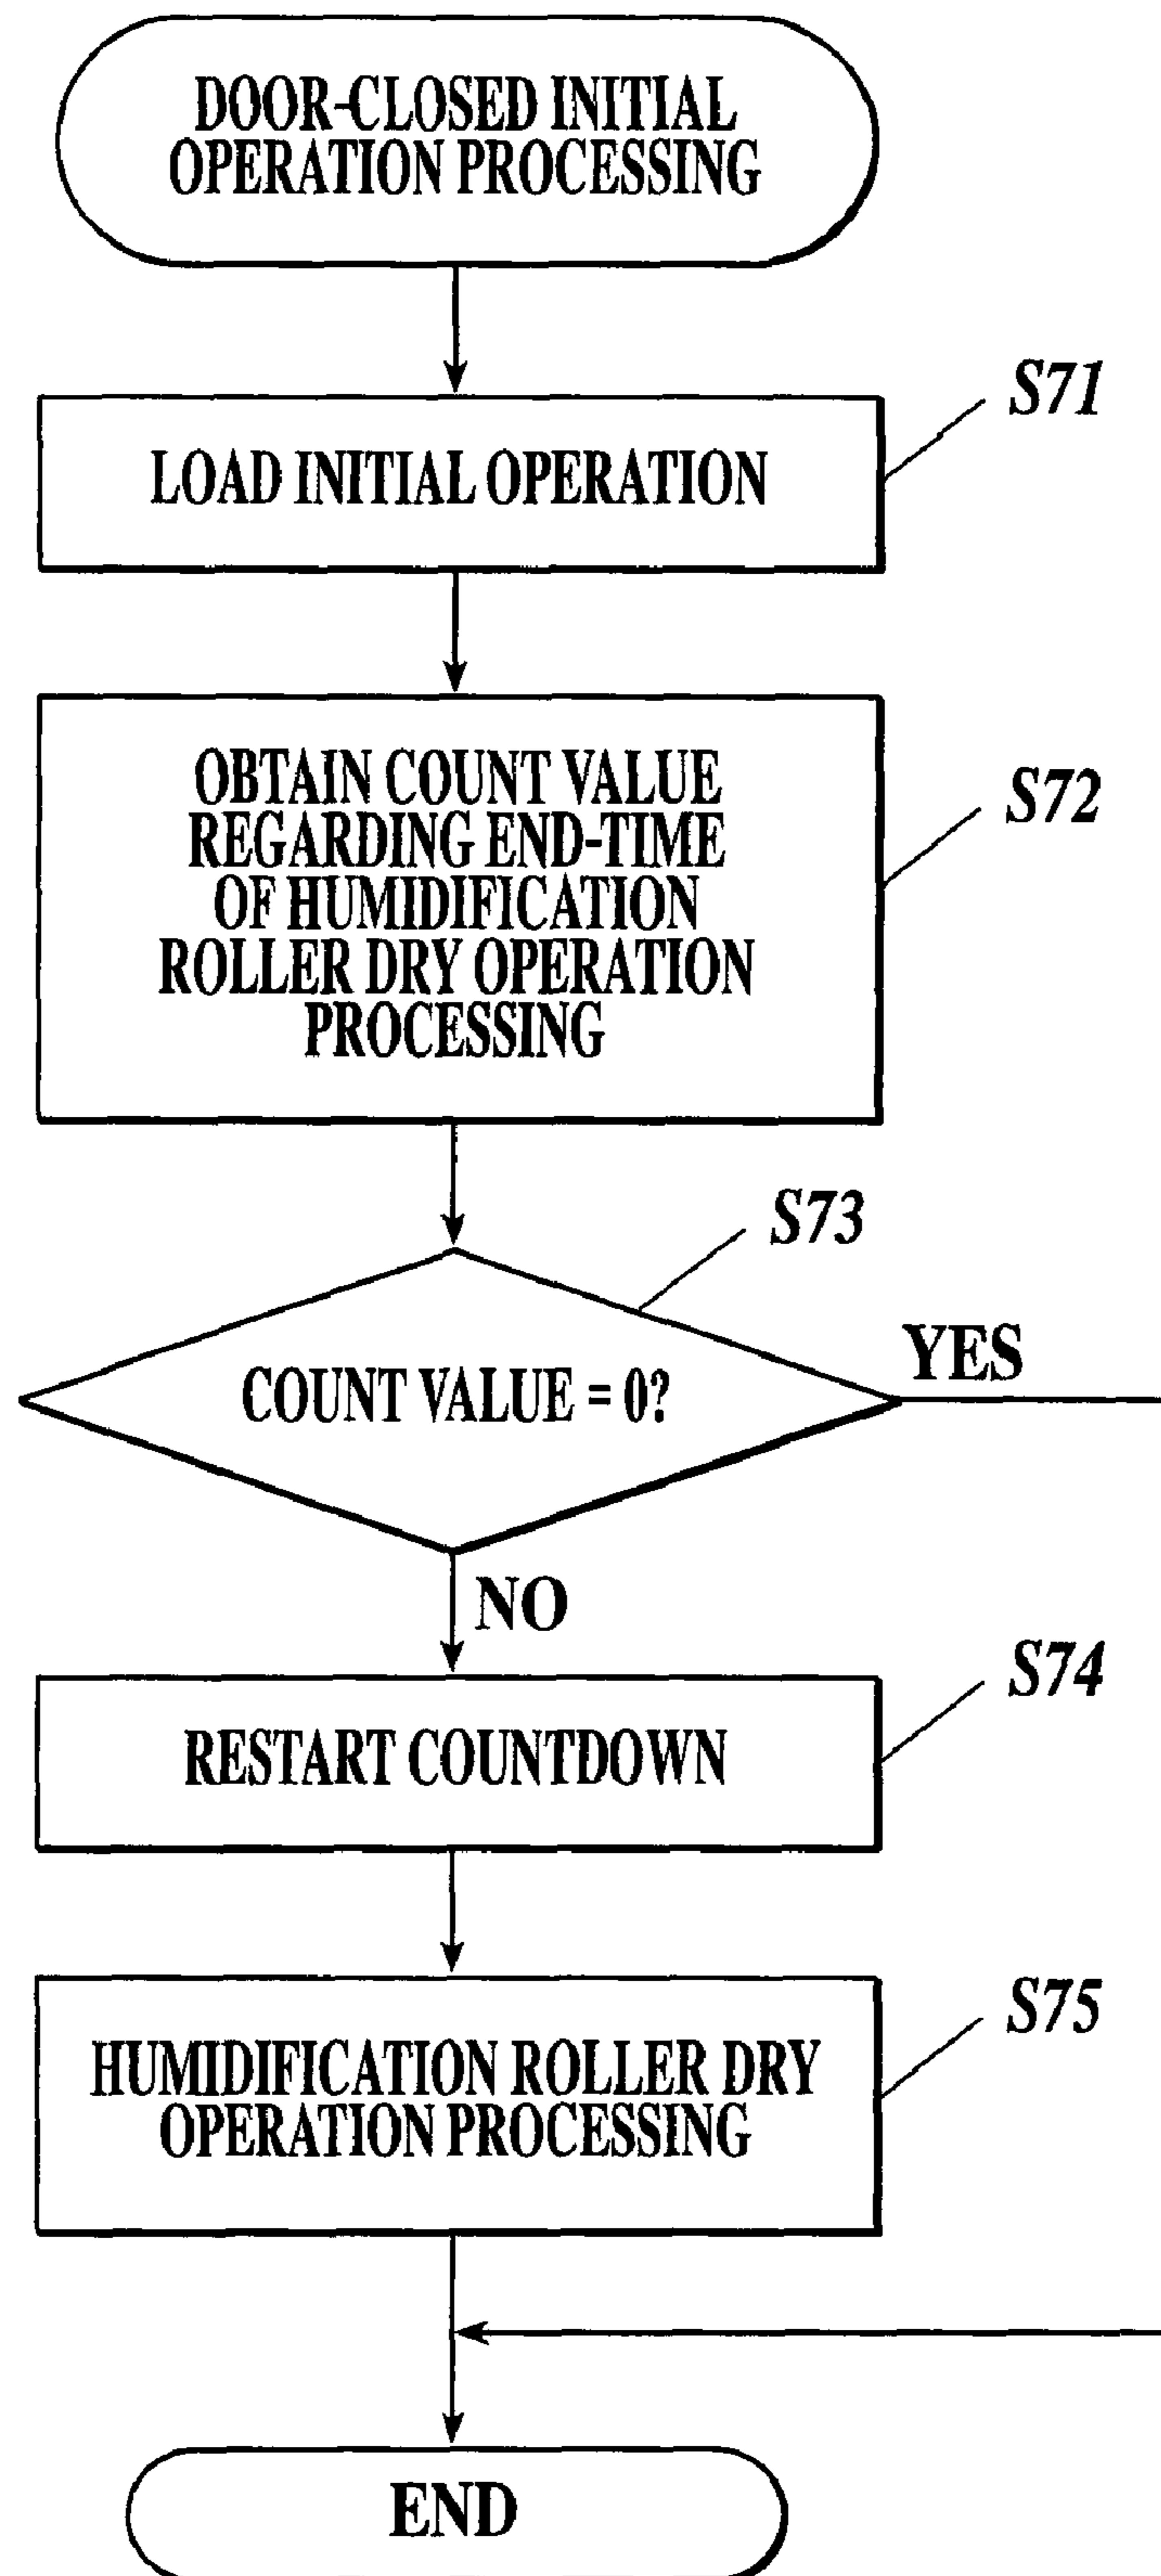 DOOR-CLOSED INITIAL
OPERATION PROCESSING
S71
LOAD INITIAL OPERATION
S72
OBTAIN COUNT VALUE
REGARDING END-TIME
OF HUMIDIFICATION
ROLLER DRY OPERATION
PROCESSING
S73
COUNT VALUE = 0?
YES
NO
S74
RESTART COUNTDOWN
S75
HUMIDIFICATION ROLLER DRY
OPERATION PROCESSING
END